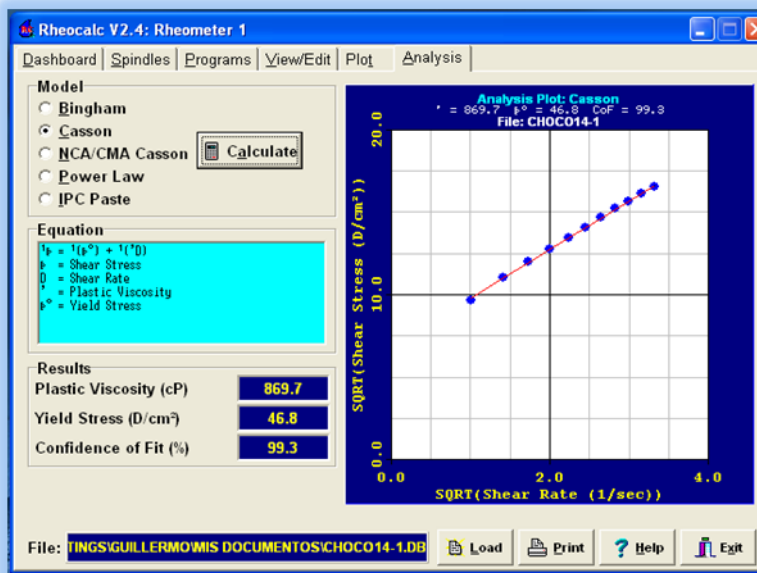 Rheocalc V2.4: Rheometer 1
Dashboard Spindles Programs View/Edit Plot Analysis
Model
Bingham
Casson
NCA/CMA Casson
Power Law
IPC Paste
Calculate
Equation
= Shear Stress
D = Shear Rate
' = Plastic Viscosity
= Yield Stress
Results
Plastic Viscosity (cP) 869.7
Yield Stress (D/cm²) 46.8
Confidence of Fit (%) 99.3
Analysis Plot: Casson
' = 869.7 = 46.8 CoF = 99.3
File: CHOCO14-1
SQRT(Shear Stress (D/cm²))
20.0
10.0
0.0
0.0 2.0 4.0
SQRT(Shear Rate (1/sec))
File: TINGS\GUILLERMO\MIS DOCUMENTOS\CHOCO14-1.DB Load Print Help Exit